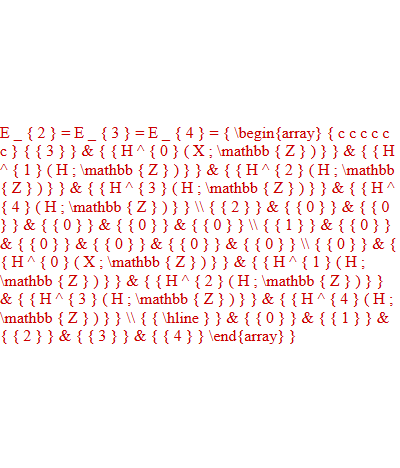 E _ { 2 } = E _ { 3 } = E _ { 4 } = { \begin{array} { c c c c c
c } { { 3 } } & { { H ^ { 0 } ( X ; \mathbb { Z } ) } } & { { H
^ { 1 } ( H ; \mathbb { Z } ) } } & { { H ^ { 2 } ( H ; \mathbb
{ Z } ) } } & { { H ^ { 3 } ( H ; \mathbb { Z } ) } } & { { H ^
{ 4 } ( H ; \mathbb { Z } ) } } \\ { { 2 } } & { { 0 } } & { { 0
} } & { { 0 } } & { { 0 } } & { { 0 } } \\ { { 1 } } & { { 0 } }
& { { 0 } } & { { 0 } } & { { 0 } } & { { 0 } } \\ { { 0 } } & {
{ H ^ { 0 } ( X ; \mathbb { Z } ) } } & { { H ^ { 1 } ( H ;
\mathbb { Z } ) } } & { { H ^ { 2 } ( H ; \mathbb { Z } ) } }
& { { H ^ { 3 } ( H ; \mathbb { Z } ) } } & { { H ^ { 4 } ( H ;
\mathbb { Z } ) } } \\ { { \hline } } & { { 0 } } & { { 1 } } &
{ { 2 } } & { { 3 } } & { { 4 } } \end{array} }